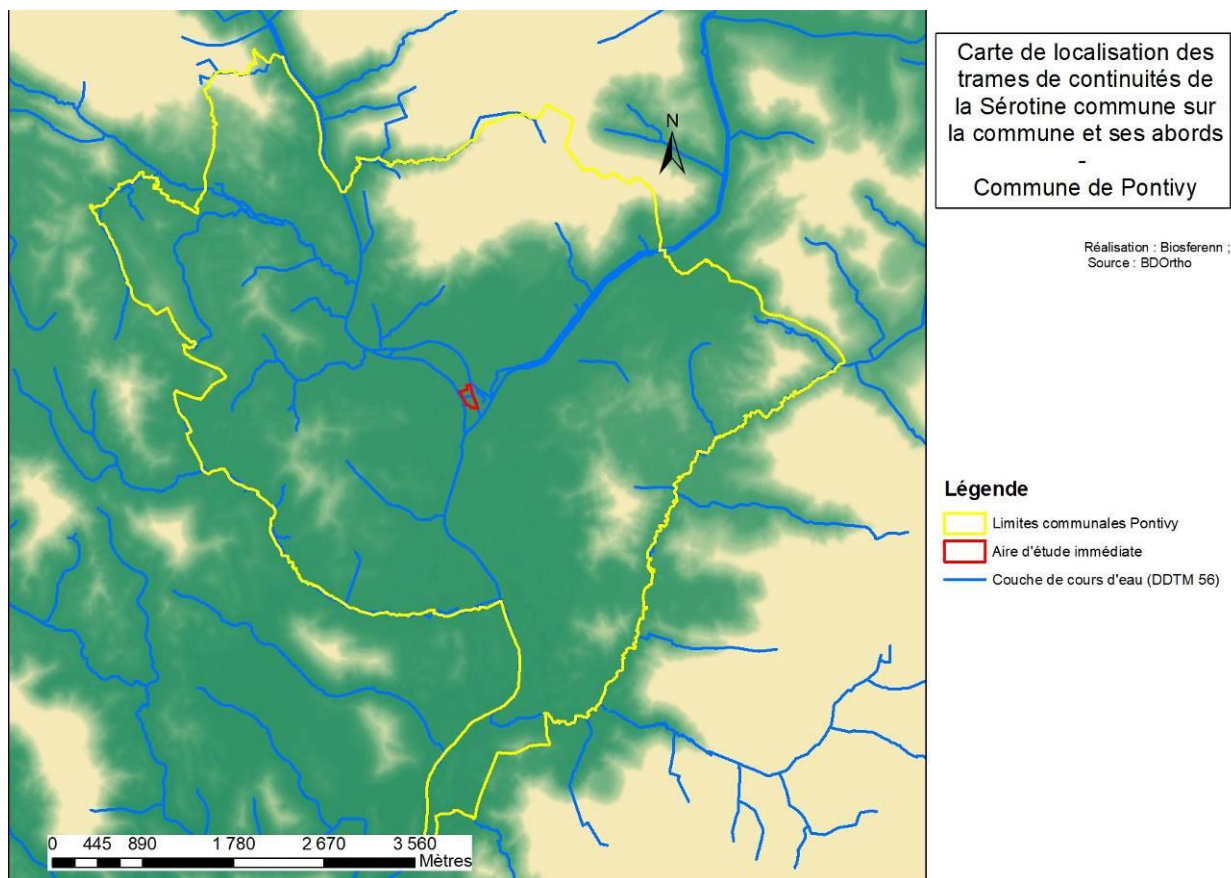 Carte de localisation des
trames de continuités de
la Sérotine commune sur
la commune et ses abords
-
Commune de Pontivy
Réalisation : Biosferenn ;
Source : BDOrtho
N
Légende
Limites communales Pontivy
Aire d'étude immédiate
Couche de cours d'eau (DDTM 56)
0 445 890 1 780 2 670 3 560
Mètres